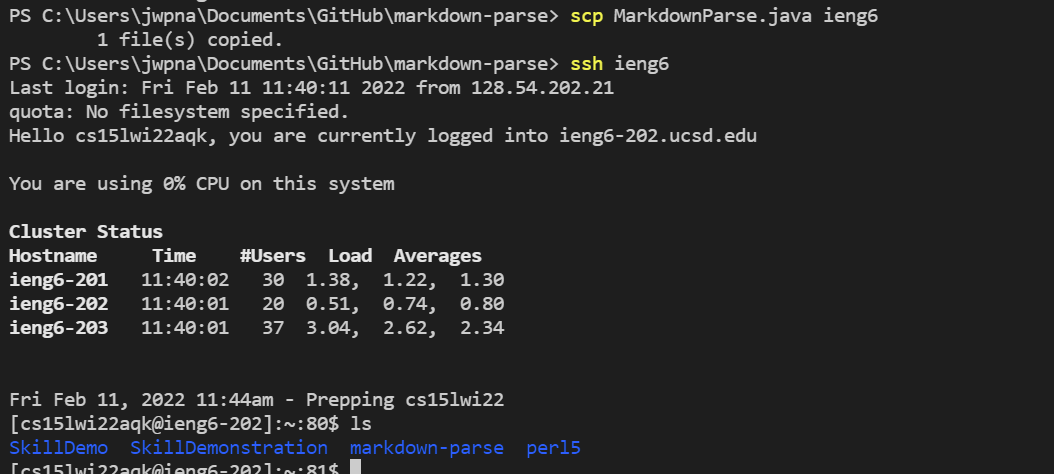 PS C:\Users\jwpna\Documents\GitHub\markdown-parse> scp MarkdownParse.java ieng6
        1 file(s) copied.
PS C:\Users\jwpna\Documents\GitHub\markdown-parse> ssh ieng6
Last login: Fri Feb 11 11:40:11 2022 from 128.54.202.21
quota: No filesystem specified.
Hello cs15lwi22aqk, you are currently logged into ieng6-202.ucsd.edu
You are using 0% CPU on this system
Cluster Status
Hostname     Time    #Users  Load  Averages
ieng6-201   11:40:02   30  1.38,  1.22,  1.30
ieng6-202   11:40:01   20  0.51,  0.74,  0.80
ieng6-203   11:40:01   37  3.04,  2.62,  2.34
Fri Feb 11, 2022 11:44am - Prepping cs15lwi22
[cs15lwi22aqk@ieng6-202]:~:80$ ls
SkillDemo  SkillDemonstration  markdown-parse  perl5
[cs15lwi22aqk@ieng6-202]:~:81$